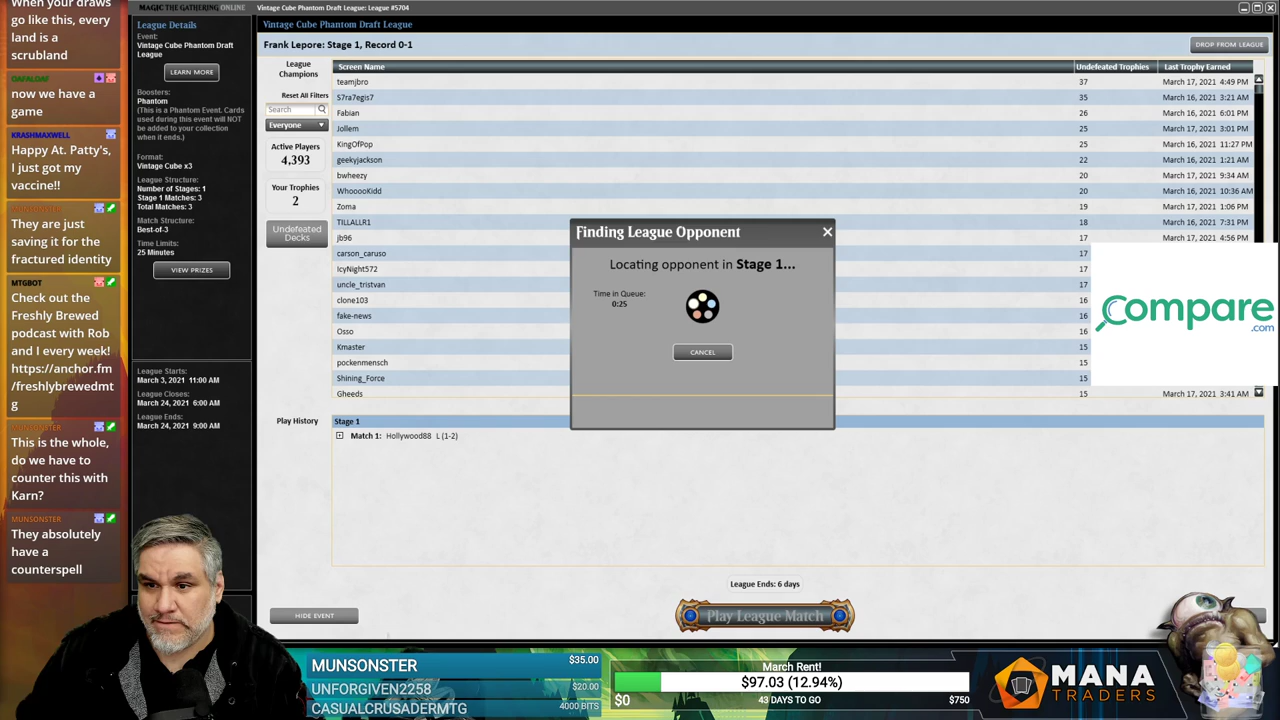 When your draws
go like this, every
land is a
scrubland
now we have a
game
KRASHMAXWELL
Happy At. Patty's,
I just got my
vaccine!!
MUNSONSTER
They are just
saving it for the
fractured identity
MTGBOT
Check out the
Freshly Brewed
podcast with Rob
and I every week!
https://anchor.fm
/freshlybrewedmt
g
MUNSONSTER
This is the whole,
do we have to
counter this with
Karn?
MUNSONSTER
They absolutely
have a
counterspell
MAGIC THE GATHERING ONLINE
Vintage Cube Phantom Draft League: League #5704
League Details
Event:
Vintage Cube Phantom Draft
League
LEARN MORE
Boosters:
Phantom
(This is a Phantom Event. Cards
used during this event will NOT
be added to your collection
when it ends.)
Format:
Vintage Cube x3
League Structure:
Number of Stages: 1
Stage 1 Matches: 3
Total Matches: 3
Match Structure:
Best-of-3
Time Limits:
25 Minutes
VIEW PRIZES
League Starts:
March 3, 2021 11:00 AM
League Closes:
March 24, 2021 6:00 AM
League Ends:
March 24, 2021 9:00 AM
Vintage Cube Phantom Draft League
Frank Lepore: Stage 1, Record 0-1
DROP FROM LEAGUE
League
Champions
Reset All Filters
Search
Everyone
Active Players
4,393
Your Trophies
2
Undefeated
Decks
Screen Name Undefeated Trophies Last Trophy Earned
teamjbro 37 March 17, 2021 4:49 PM
S7ra7egis7 35 March 16, 2021 3:21 AM
Fabian 26 March 16, 2021 6:01 PM
Jollem 25 March 17, 2021 3:01 PM
KingOfPop 25 March 16, 2021 11:27 PM
geekyjackson 22 March 16, 2021 1:21 AM
bwheezy 20 March 17, 2021 9:34 AM
WhooooKidd 20 March 16, 2021 10:36 AM
Zoma 19 March 17, 2021 1:06 PM
TILLALLR1 18 March 16, 2021 7:31 PM
jb96 17 March 17, 2021 4:56 PM
carson_caruso 17
IcyNight572 17
uncle_tristvan 17
clone103 16
fake-news 16
Osso 16
Kmaster 15
pockenmensch 15
Shining_Force 15
Gheeds 15 March 17, 2021 3:41 AM
Finding League Opponent
Locating opponent in Stage 1...
Time in Queue:
0:25
CANCEL
Compare
.com
Play History
Stage 1
Match 1: Hollywood88 L (1-2)
League Ends: 6 days
HIDE EVENT
Play League Match
MUNSONSTER $35.00
UNFORGIVEN2258 $20.00
CASUALCRUSADERMTG 4000 BITS
March Rent!
$97.03 (12.94%)
$0 43 DAYS TO GO $750
MANA
TRADERS